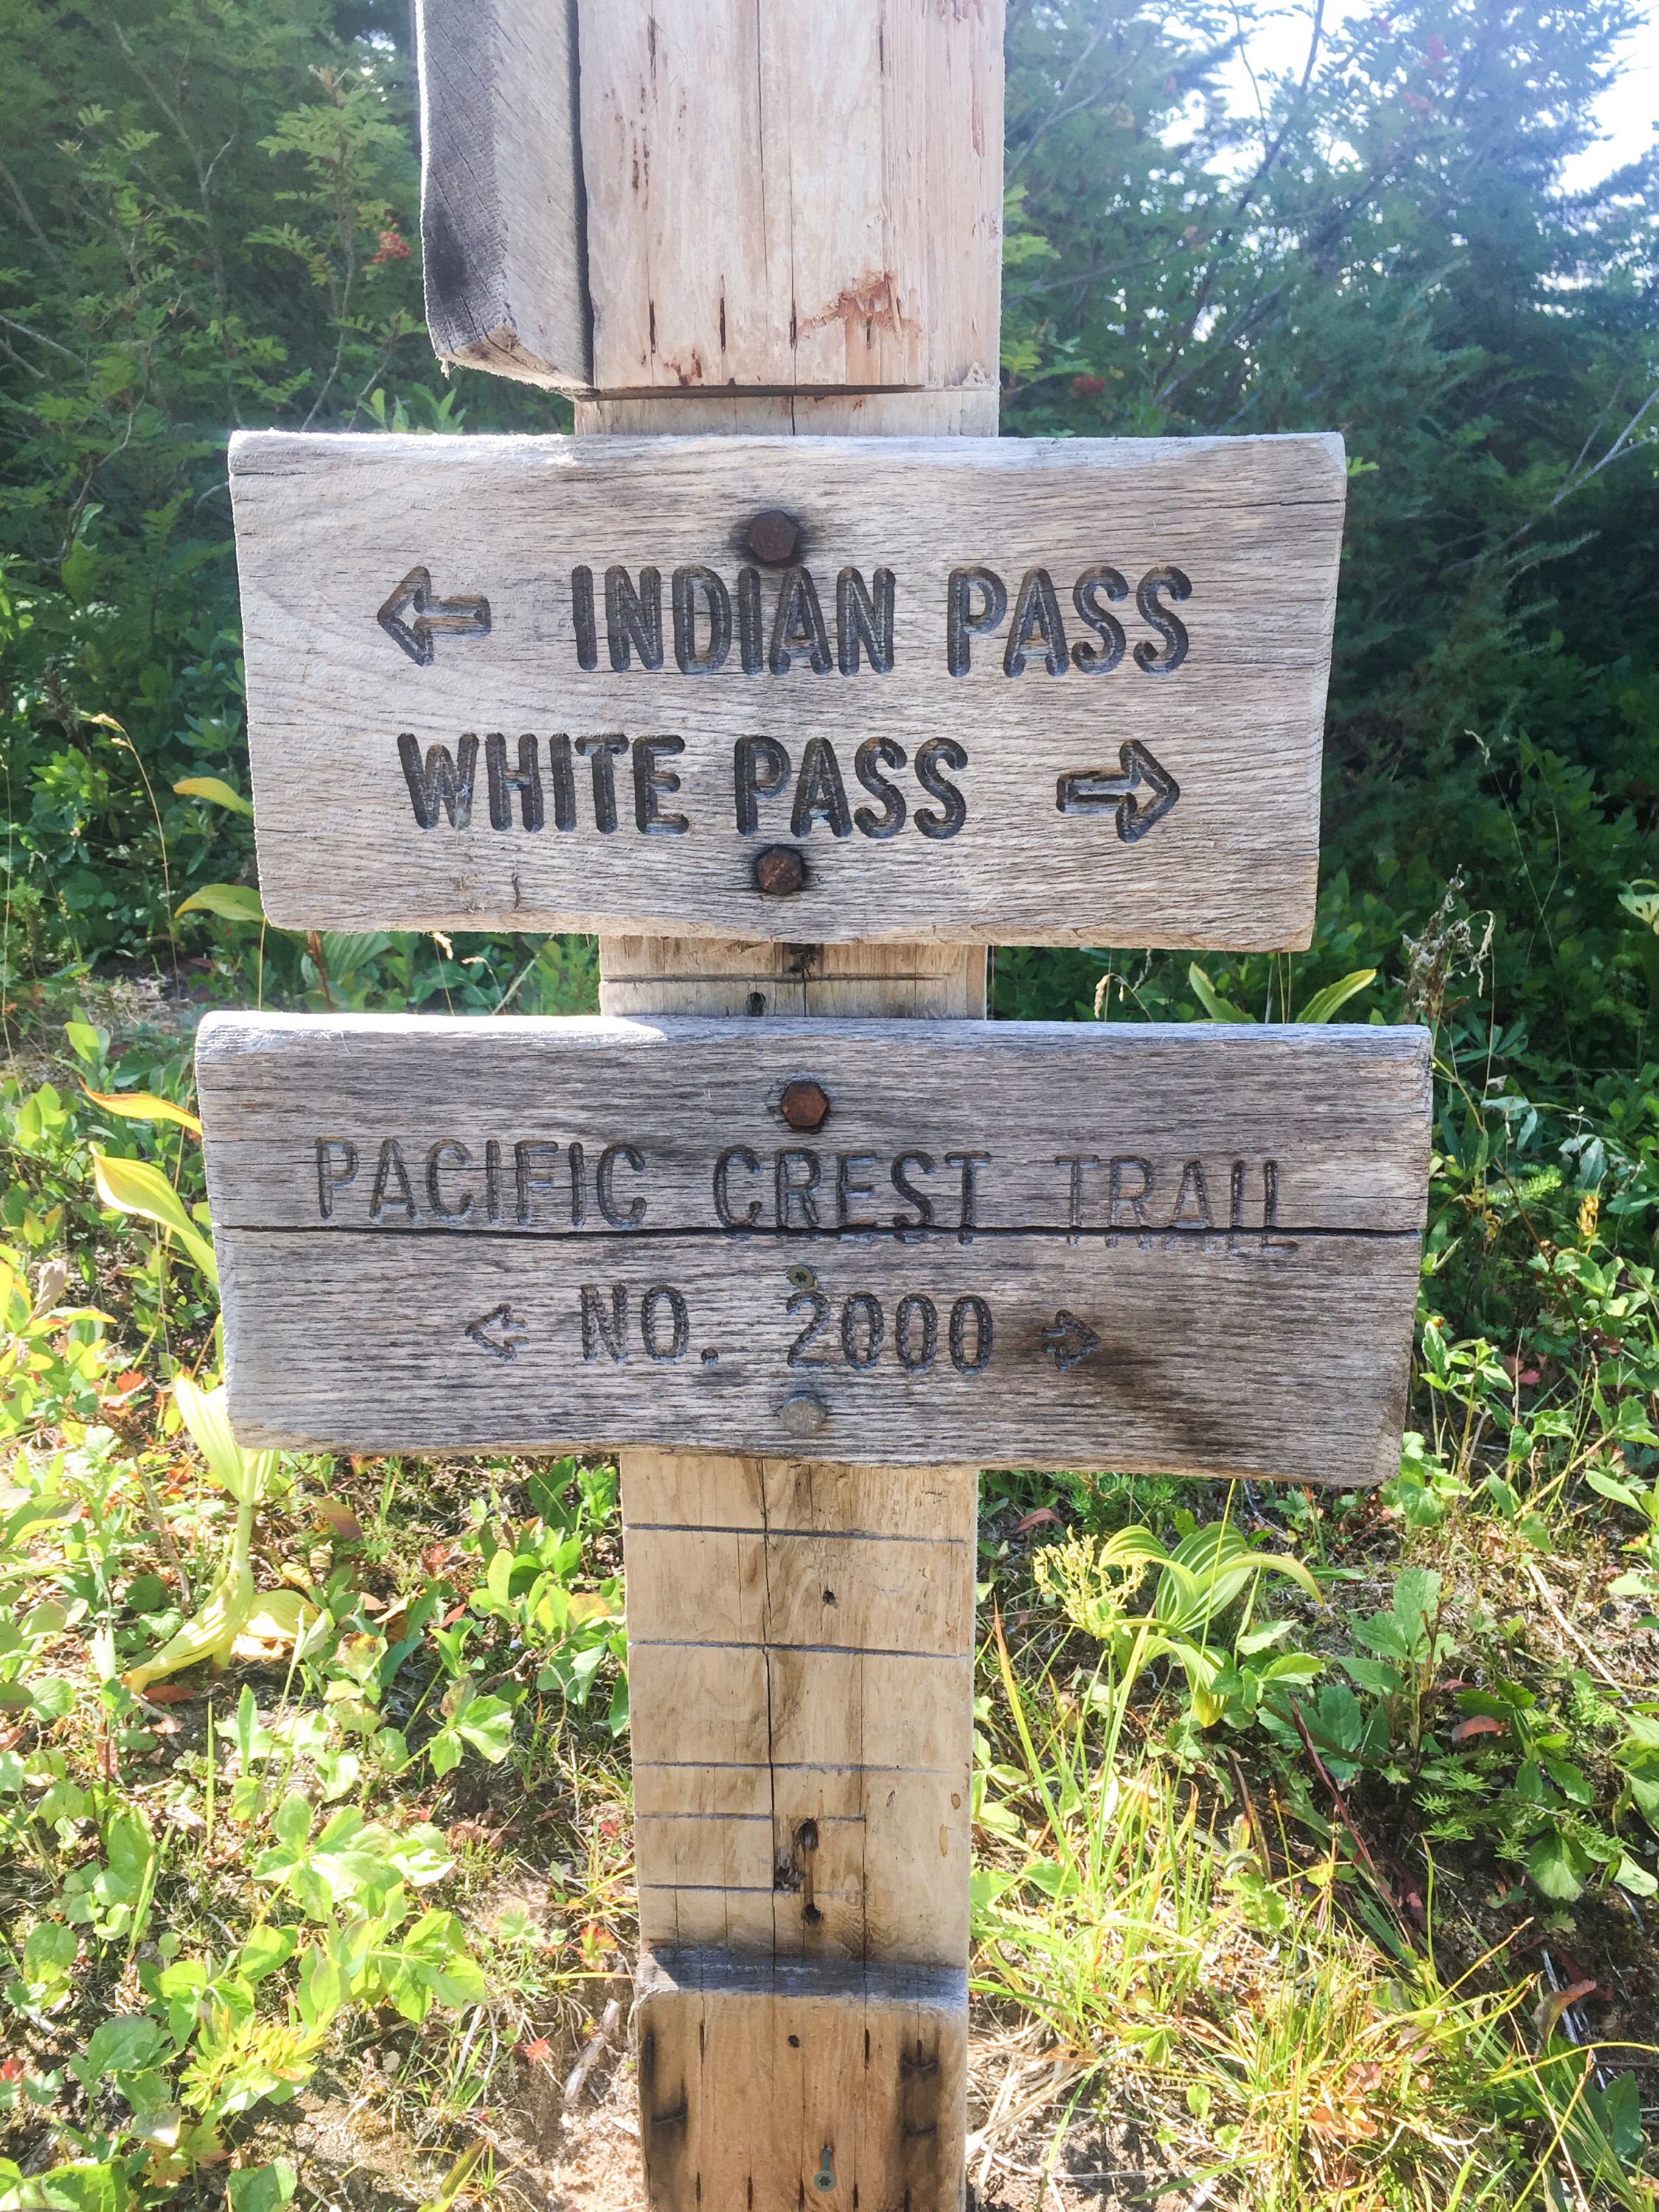 ← INDIAN PASS
WHITE PASS →
PACIFIC CREST TRAIL
← NO. 2000 →